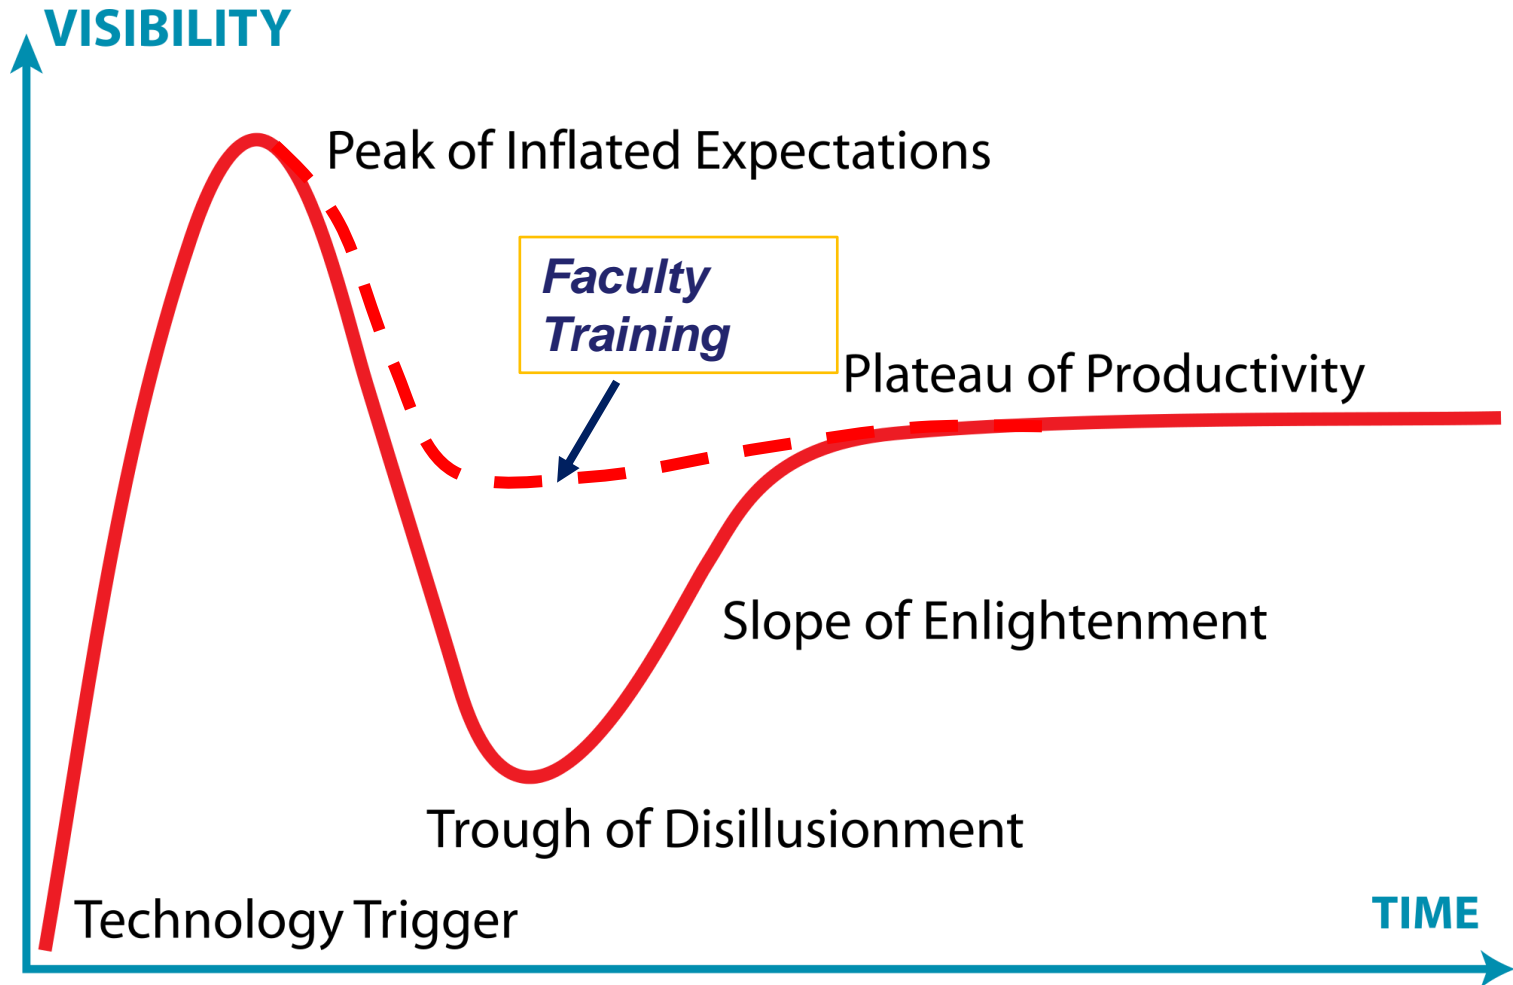 VISIBILITY
Peak of Inflated Expectations
Faculty
Training
Plateau of Productivity
Slope of Enlightenment
Trough of Disillusionment
Technology Trigger
TIME